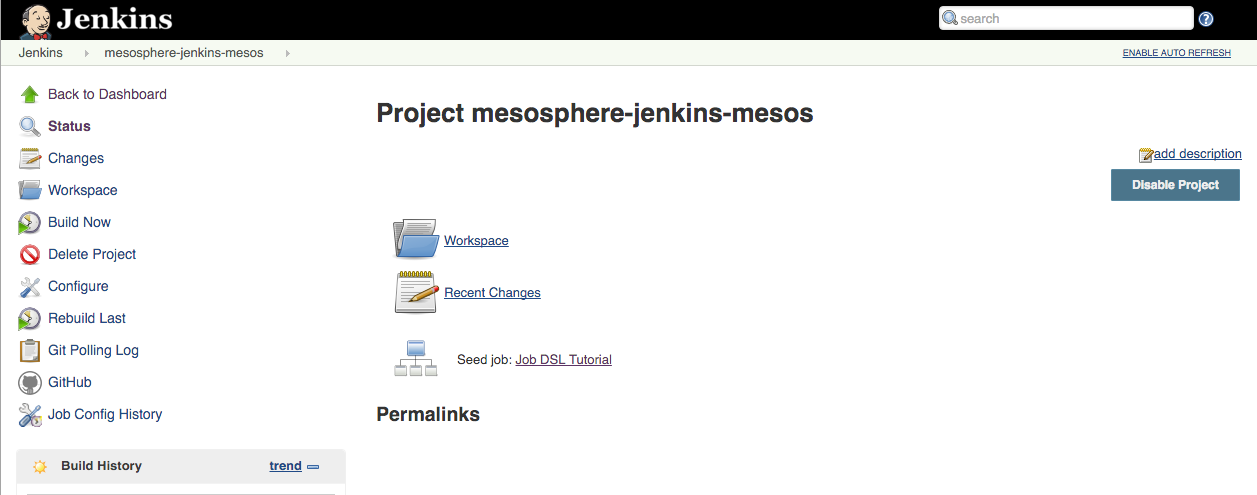 Jenkins
search
Jenkins
mesosphere-jenkins-mesos
ENABLE AUTO REFRESH
Back to Dashboard
Status
Changes
Workspace
Build Now
Delete Project
Configure
Rebuild Last
Git Polling Log
GitHub
Job Config History
Build History
trend
Project mesosphere-jenkins-mesos
add description
Disable Project
Workspace
Recent Changes
Seed job: Job DSL Tutorial
Permalinks